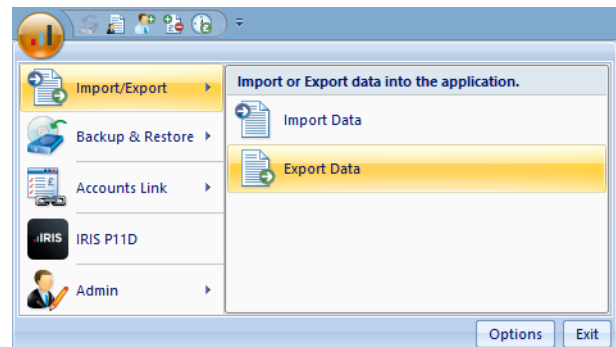 Import/Export
Import or Export data into the application.
Import Data
Backup & Restore
Export Data
Accounts Link
IRIS
IRIS P11D
Admin
Options
Exit